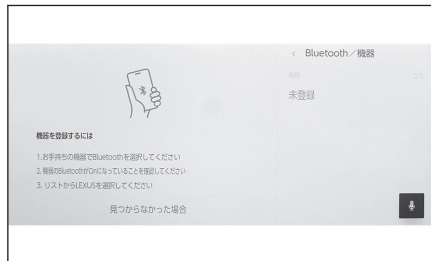 < Bluetooth／機器
未登録
機器を登録するには
1.お手持ちの機器でBluetoothを選択してください
2. 機器のBluetoothがOnになっていることを確認してください
3. リストからLEXUSを選択してください
見つからなかった場合